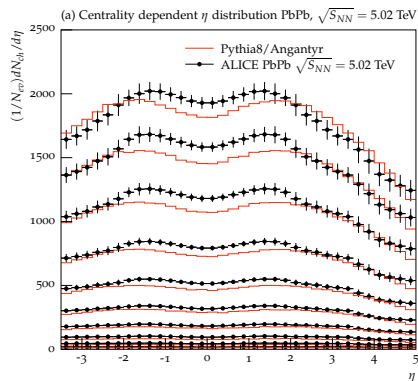 (a) Centrality dependent η distribution PbPb, √S_NN = 5.02 TeV
(1/N_ev) dN_ch/dη
Pythia8/Angantyr
ALICE PbPb √S_NN = 5.02 TeV
2000
1500
1000
500
0
-3 -2 -1 0 1 2 3 4 5
η